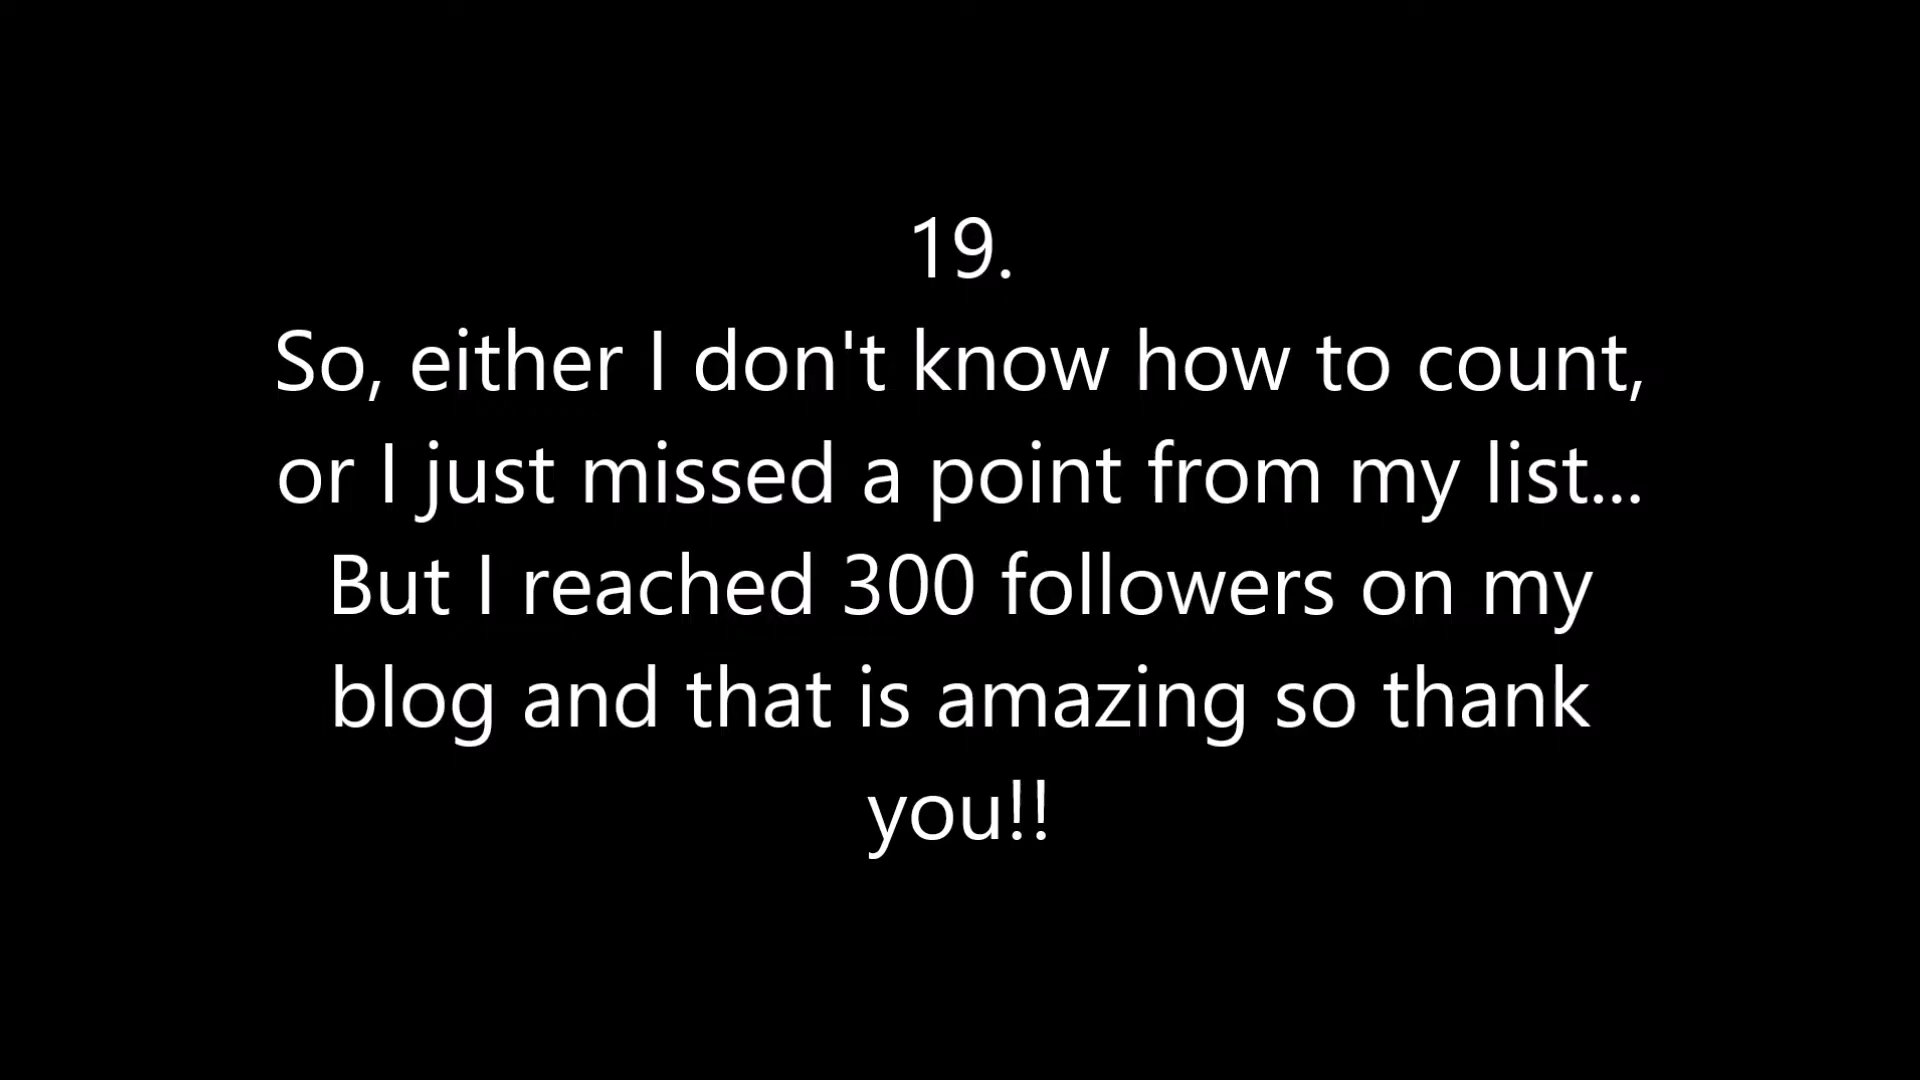 19.
So, either I don't know how to count,
or I just missed a point from my list...
But I reached 300 followers on my
blog and that is amazing so thank
you!!